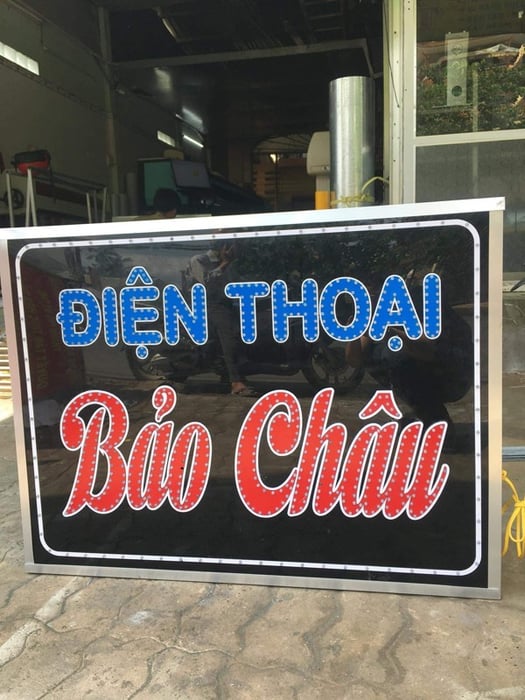 ĐIỆN THOẠI
Bảo Châu